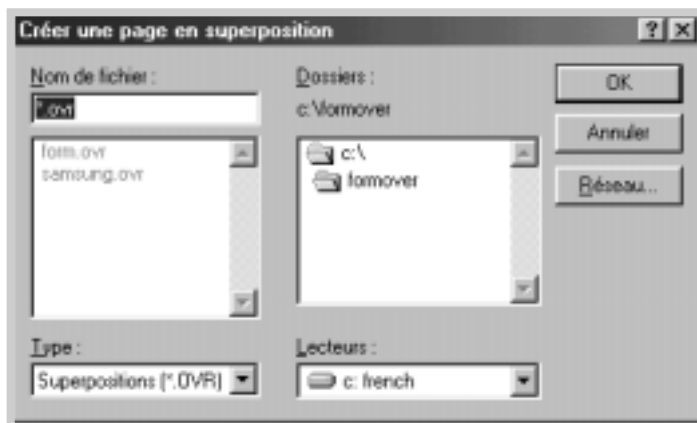 Créer une page en superposition
Nom de fichier :
*.ovr
form.ovr
samsung.ovr
Type :
Superpositions (*.OVR)
Dossiers :
c:\formover
c:\
formover
Lecteurs :
c: french
OK
Annuler
Réseau...